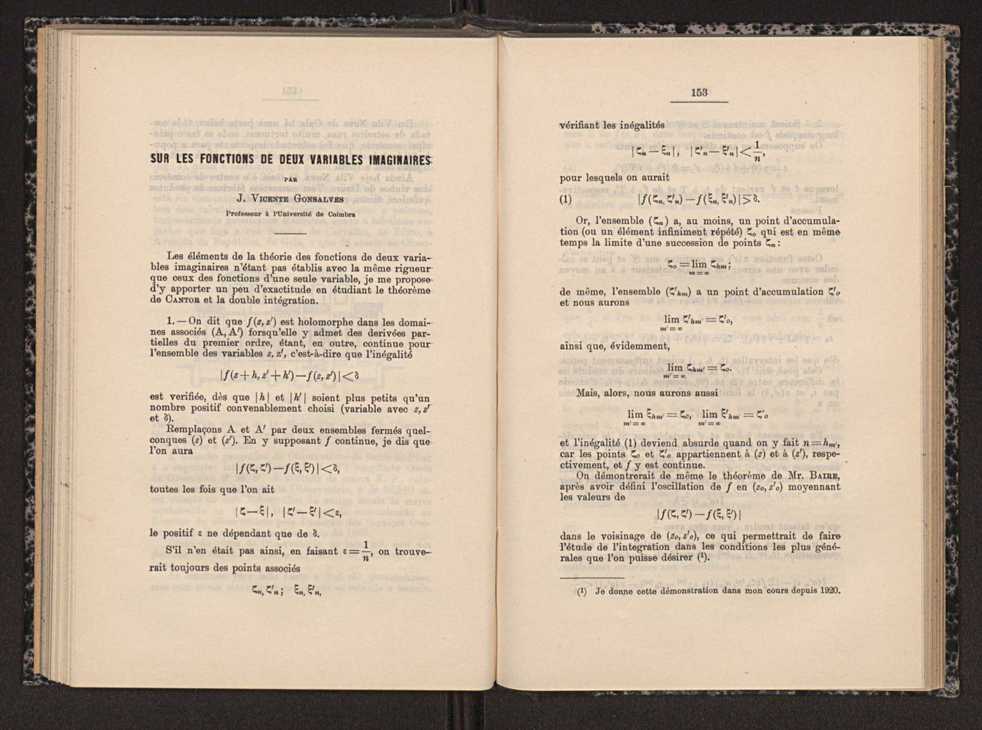 SUR LES FONCTIONS DE DEUX VARIABLES IMAGINAIRES
PAR
J. VICENTE GONSALVES
Professeur à l'Université de Coimbra
Les éléments de la théorie des fonctions de deux varia-
bles imaginaires n'étant pas établis avec la même rigueur
que ceux des fonctions d'une seule variable, je me propose
d'y apporter un peu d'exactitude en étudiant le théorème
de CANTOR et la double intégration.
1. — On dit que f(z, z') est holomorphe dans les domai-
nes associés (A, A') forsqu'elle y admet des derivées par-
tielles du premier ordre, étant, en outre, continue pour
l'ensemble des variables z, z', c'est-à-dire que l'inégalité
|f(z + h, z' + h') — f(z, z')| < δ
est verifiée, dès que |h| et |h'| soient plus petits qu'un
nombre positif convenablement choisi (variable avec z, z'
et δ).
Remplaçons A et A' par deux ensembles fermés quel-
conques (z) et (z'). En y supposant f continue, je dis que
l'on aura
|f(ζ, ζ') — f(ξ, ξ')| < δ,
toutes les fois que l'on ait
|ζ — ξ|, |ζ' — ξ'| < ε,
le positif ε ne dépendant que de δ.
S'il n'en était pas ainsi, en faisant ε = 1/n, on trouve-
rait toujours des points associés
ζn, ζ'n ; ξn, ξ'n,
153
vérifiant les inégalités
|ζn — ξn|, |ζ'n — ξ'n| < 1/n,
pour lesquels on aurait
(1) |f(ζn, ζ'n) — f(ξn, ξ'n)| > δ.
Or, l'ensemble (ζn) a, au moins, un point d'accumula-
tion (ou un élément infiniment répété) ζo qui est en même
temps la limite d'une succession de points ζn :
ζo = lim ζhm ;
m = ∞
de même, l'ensemble (ζ'hm) a un point d'accumulation ζ'o
et nous aurons
lim ζ'hm' = ζ'o,
m' = ∞
ainsi que, évidemment,
lim ζhm' = ζo.
m' = ∞
Mais, alors, nous aurons aussi
lim ξhm' = ζo, lim ξ'hm' = ζ'o
m' = ∞ m' = ∞
et l'inégalité (1) deviend absurde quand on y fait n = hm',
car les points ζo et ζ'o appartiennent à (z) et à (z'), respe-
ctivement, et f y est continue.
On démontrerait de même le théorème de Mr. BAIRE,
après avoir défini l'oscillation de f en (zo, z'o) moyennant
les valeurs de
|f(ζ, ζ') — f(ξ, ξ')|
dans le voisinage de (zo, z'o), ce qui permettrait de faire
l'étude de l'integration dans les conditions les plus géné-
rales que l'on puisse désirer (1).
(1) Je donne cette démonstration dans mon cours depuis 1920.